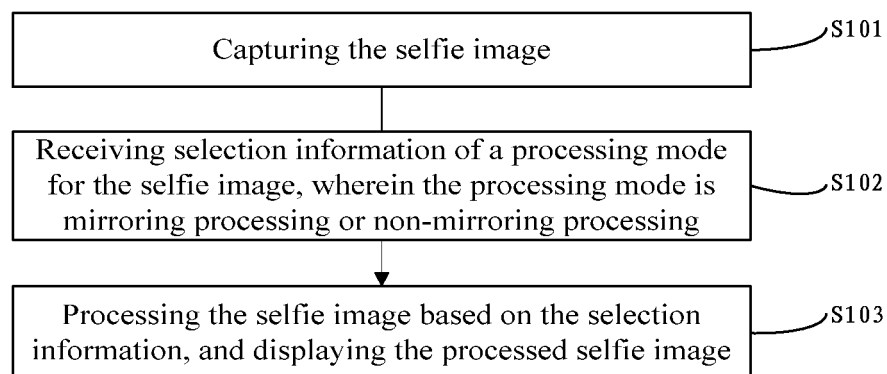 Capturing the selfie image
S101
Receiving selection information of a processing mode
for the selfie image, wherein the processing mode is
mirroring processing or non-mirroring processing
S102
Processing the selfie image based on the selection
information, and displaying the processed selfie image
S103